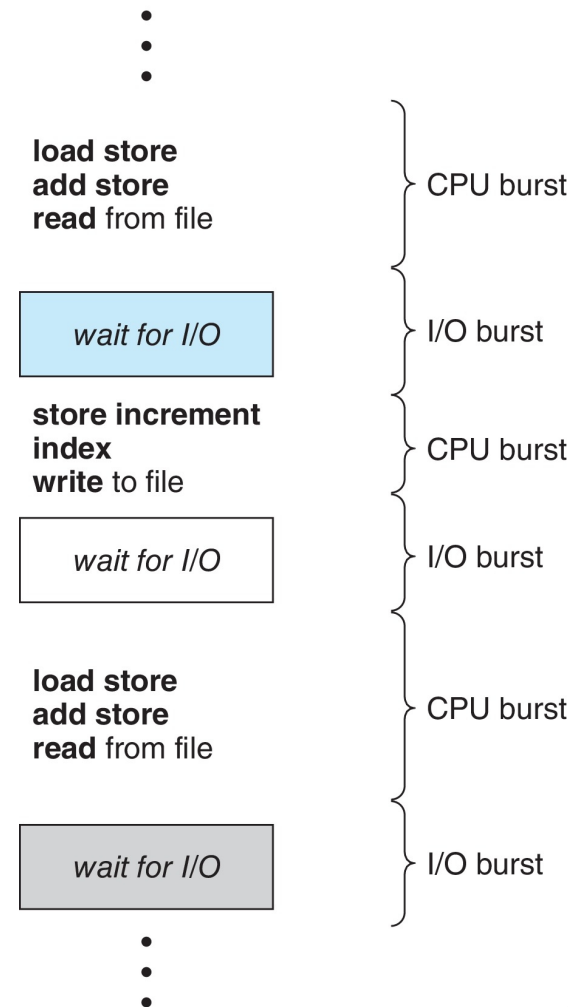 load store
add store
read from file
CPU burst
wait for I/O
I/O burst
store increment
index
write to file
CPU burst
wait for I/O
I/O burst
load store
add store
read from file
CPU burst
wait for I/O
I/O burst